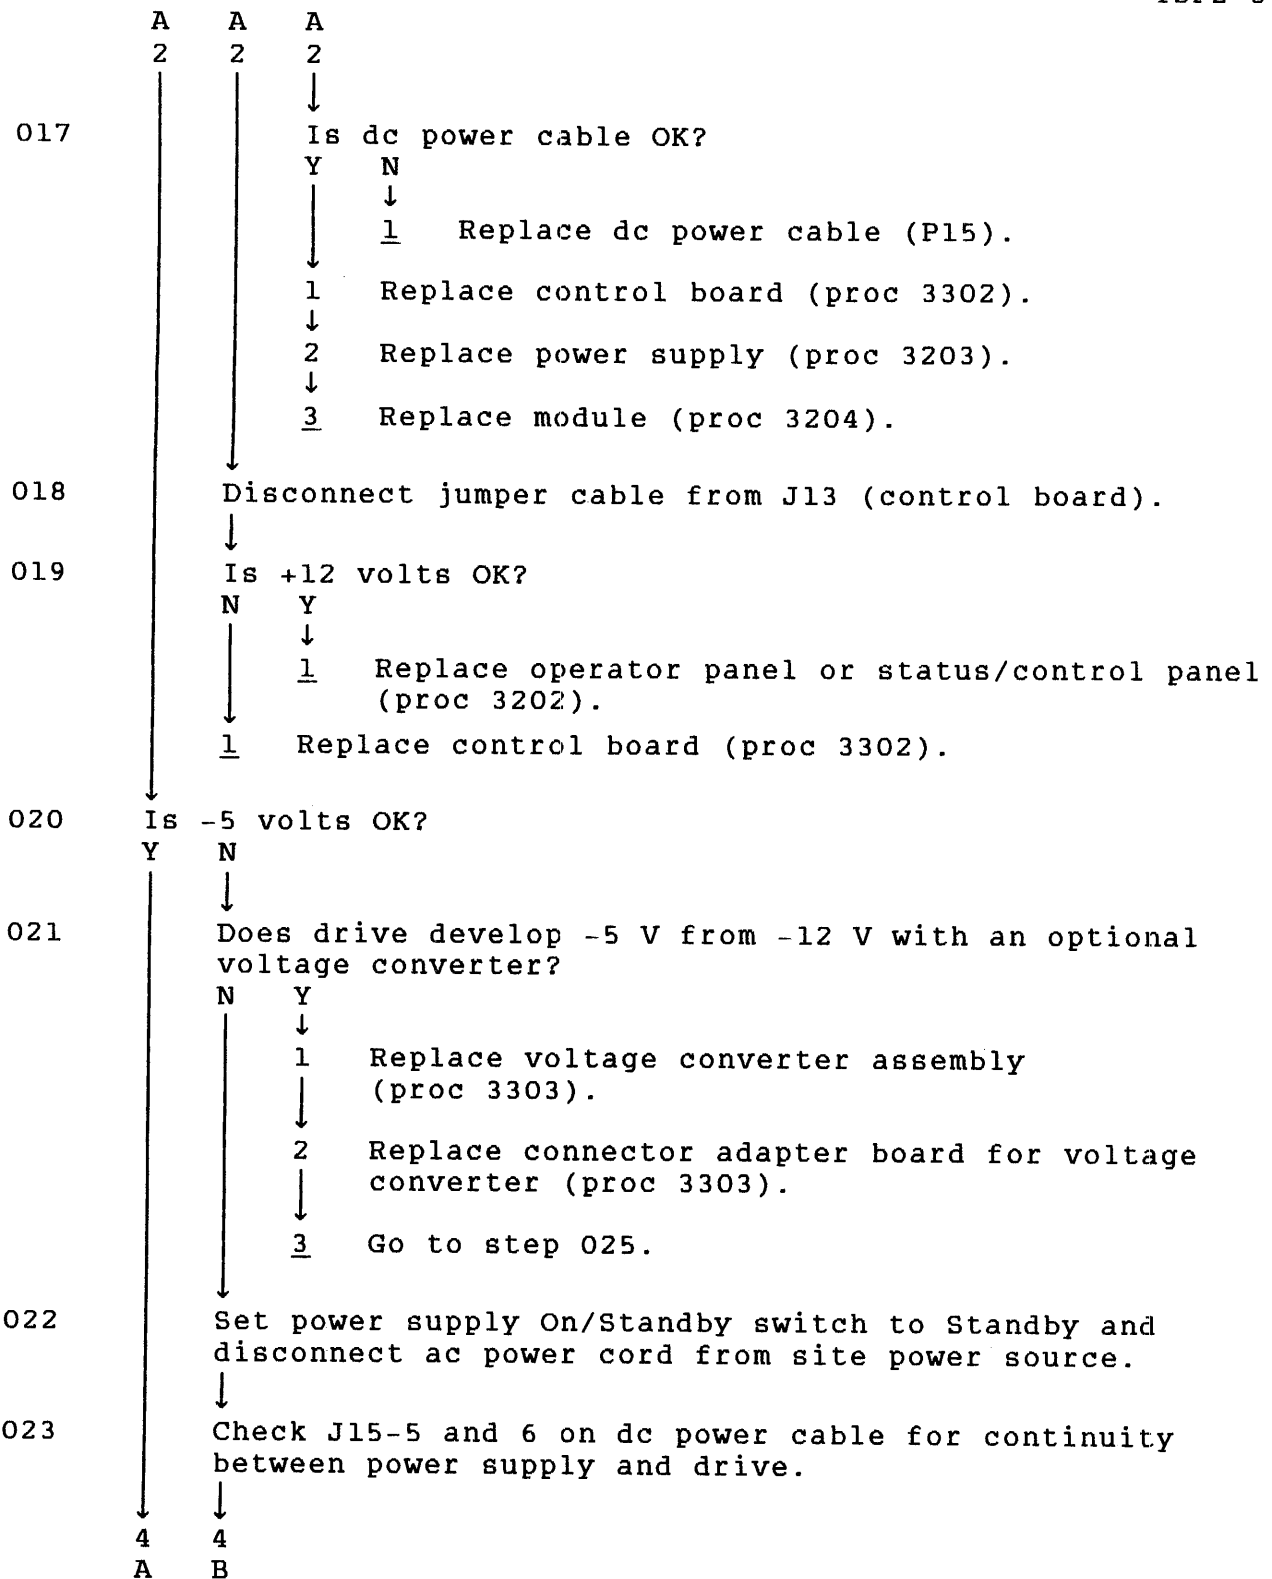 A A A
2 2 2
017 Is dc power cable OK?
Y N
1 Replace dc power cable (P15).
1 Replace control board (proc 3302).
2 Replace power supply (proc 3203).
3 Replace module (proc 3204).
018 Disconnect jumper cable from J13 (control board).
019 Is +12 volts OK?
N Y
1 Replace operator panel or status/control panel
(proc 3202).
1 Replace control board (proc 3302).
020 Is -5 volts OK?
Y N
021 Does drive develop -5 V from -12 V with an optional
voltage converter?
N Y
1 Replace voltage converter assembly
(proc 3303).
2 Replace connector adapter board for voltage
converter (proc 3303).
3 Go to step 025.
022 Set power supply On/Standby switch to Standby and
disconnect ac power cord from site power source.
023 Check J15-5 and 6 on dc power cable for continuity
between power supply and drive.
4 4
A B